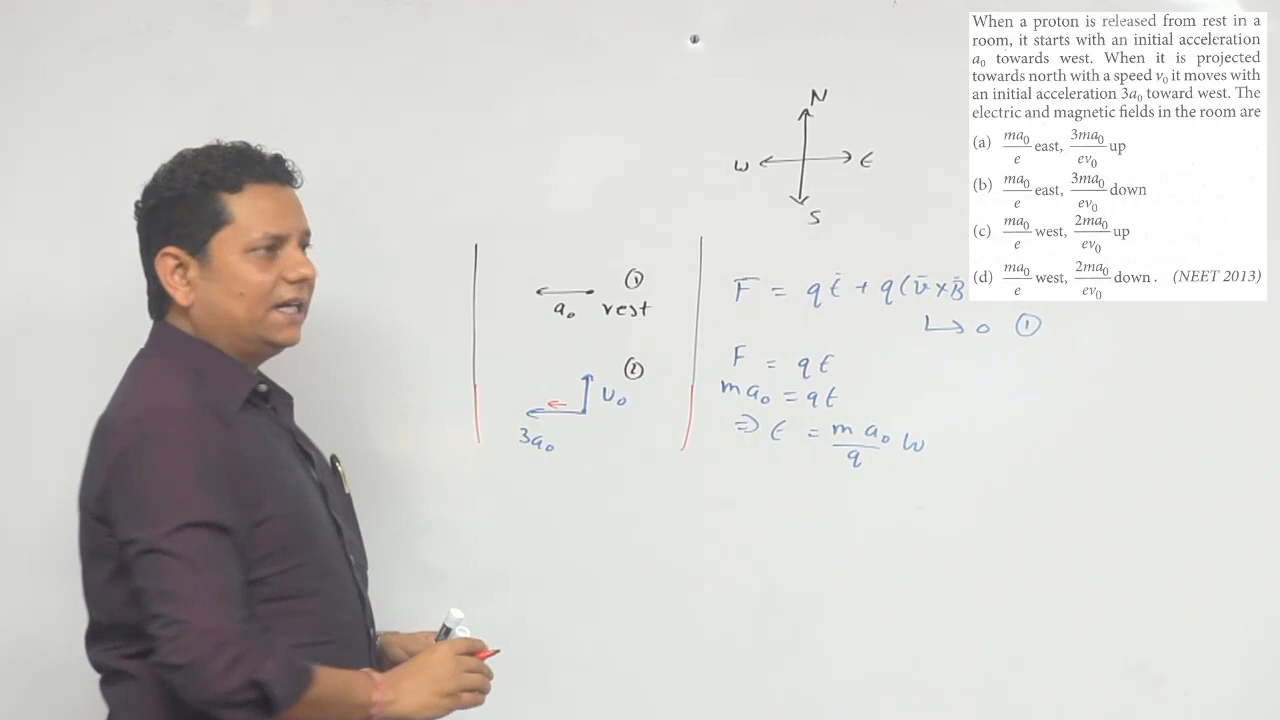 When a proton is released from rest in a
room, it starts with an initial acceleration
a₀ towards west. When it is projected
towards north with a speed v₀ it moves with
an initial acceleration 3a₀ toward west. The
electric and magnetic fields in the room are
(a) ma₀/e east, 3ma₀/ev₀ up
(b) ma₀/e east, 3ma₀/ev₀ down
(c) ma₀/e west, 2ma₀/ev₀ up
(d) ma₀/e west, 2ma₀/ev₀ down. (NEET 2013)
N
W E
S
①
a₀ rest
②
υ₀
3a₀
F̄ = qĒ + q(v̄ × B̄
↳ 0 ①
F = qE
ma₀ = qE
⇒ E = ma₀/q W